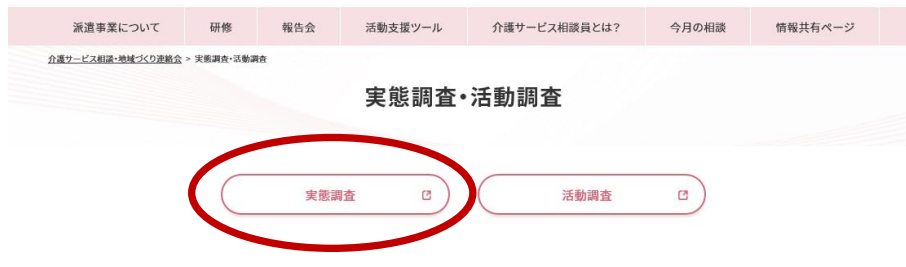 派遣事業について 研修 報告会 活動支援ツール 介護サービス相談員とは? 今月の相談 情報共有ページ
介護サービス相談・地域づくり連絡会 > 実態調査・活動調査
実態調査・活動調査
実態調査 活動調査